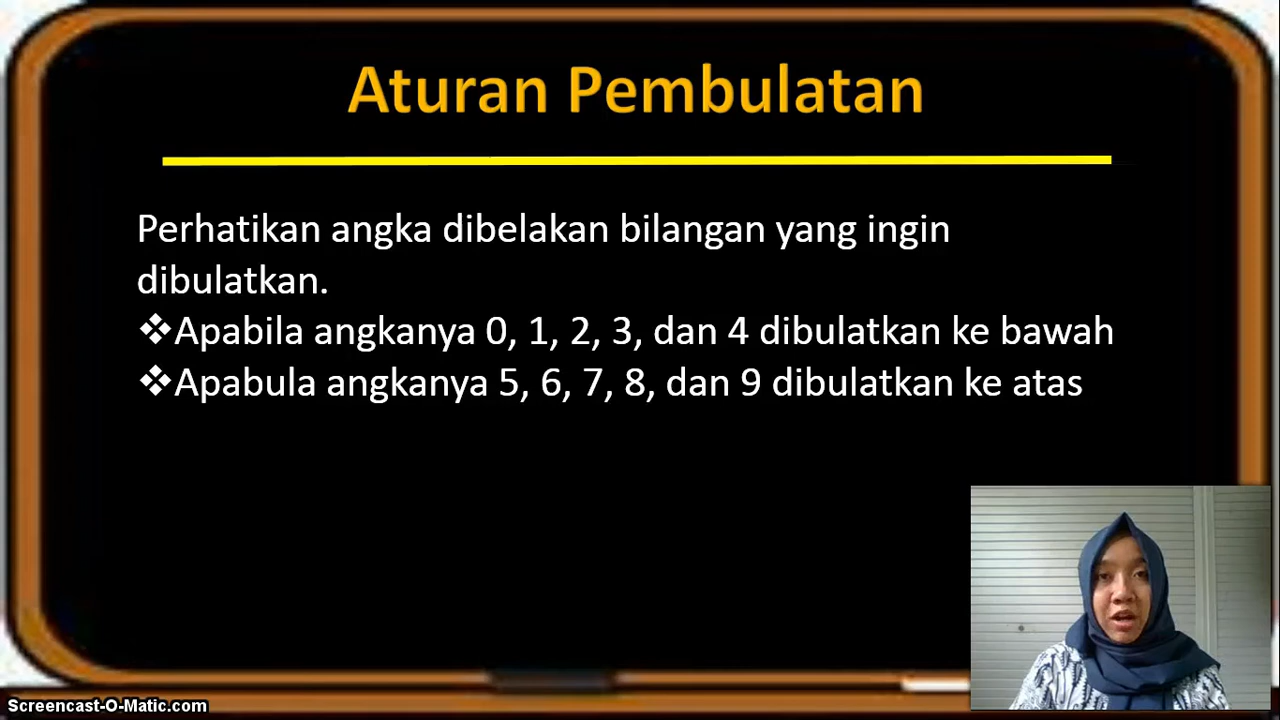 Aturan Pembulatan
Perhatikan angka dibelakan bilangan yang ingin
dibulatkan.
❖Apabila angkanya 0, 1, 2, 3, dan 4 dibulatkan ke bawah
❖Apabula angkanya 5, 6, 7, 8, dan 9 dibulatkan ke atas
Screencast-O-Matic.com